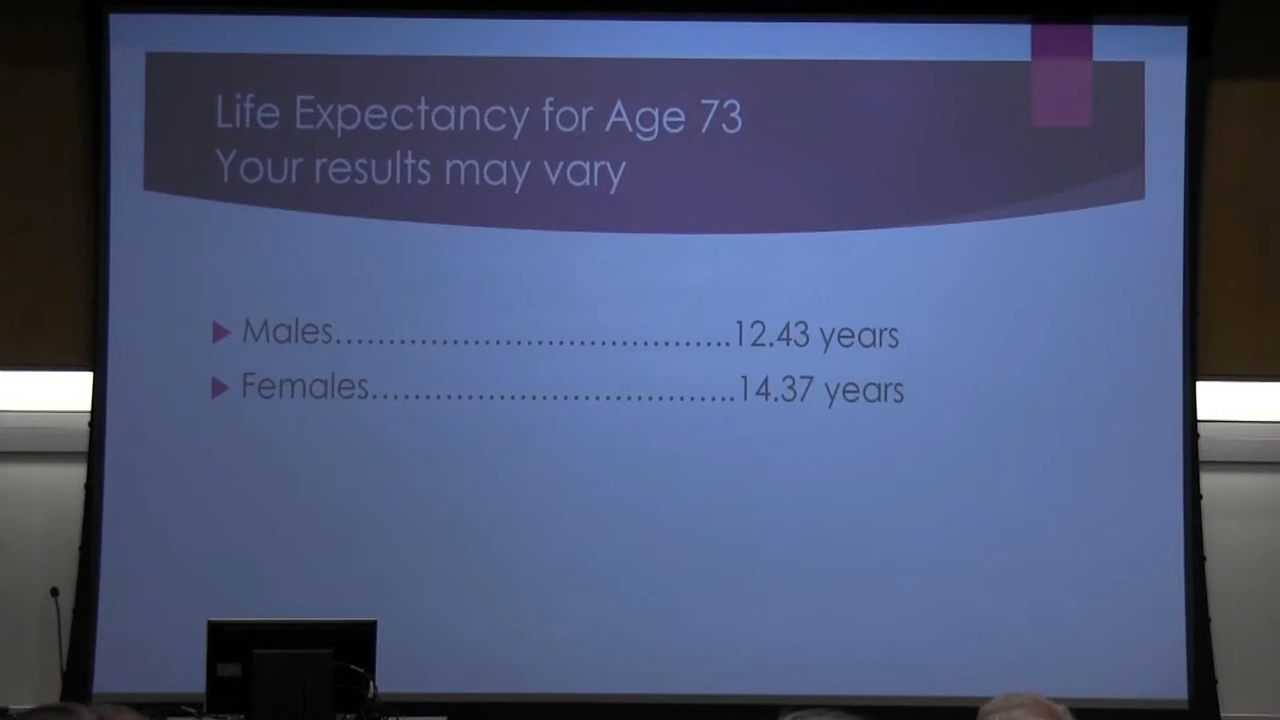 Life Expectancy for Age 73
Your results may vary
Males……………………………………..12.43 years
Females…………………………………..14.37 years